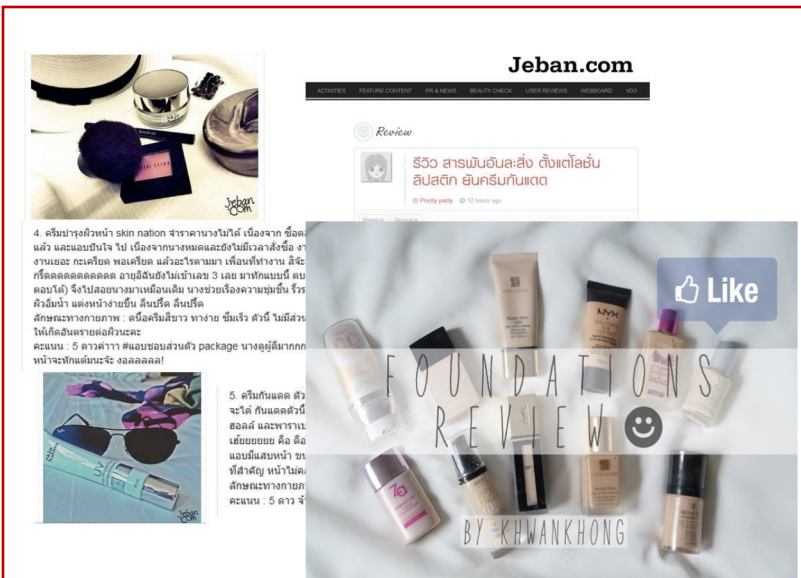 Jeban.com
ACTIVITIES FEATURE CONTENT PR & NEWS BEAUTY CHECK USER REVIEWS WEBBOARD VDO
Review
รีวิว สารพันอันละสิ่ง ตั้งแต่โลชั่น
ลิปสติก ยันครีมกันแดด
Pretty party 12 hours ago
Jeban
.com
4. ครีมบำรุงผิวหน้า skin nation จำราคานางไม่ได้ เนื่องจาก ซื้อ
แล้ว และแอบปันใจ ไป เนื่องจากนางหมดและยังไม่มีเวลาสั่งซื้อ
งานเยอะ กะเครียด พอเครียด แล้วอะไรตามมา เพื่อนที่ทำงาน
กรี๊ดดดดดดดดดดด อายุอิฉันยังไม่เข้าเลข 3 เลย มาทักแบบนี้
ตอบโต้) จึงไปสอยนางมาเหมือนเดิม นางช่วยเรื่องความชุ่มชื้น
ผิวอิ่มน้ำ แต่งหน้าง่ายขึ้น ลื่นปรื๊ด ลื่นปรื๊ด
ลักษณะทางกายภาพ : เนื้อครีมสีขาว ทาง่าย ซึมเร็ว ตัวนี้ ไม่มีส่วน
ให้เกิดอันตรายต่อผิวนะคะ
คะแนน : 5 ดาวค่าาา #แอบชอบส่วนตัว package นางดูผู้ดีมากกก
หน้าจะหักแต้มนะจ๊ะ งอลลลลล!
Jeban
.com
5. ครีมกันแดด
จะได้ กันแดดตัวนี้
ฮอลล์ และพาราเบ
เฮ้ยยยยยย คือ
แอบมีแสบหน้า
ที่สำคัญ
ลักษณะทางกาย
คะแนน : 5 ดาว
Like
NYX
Za
FOUNDATIONS
REVIEW
BY KHWANKHONG